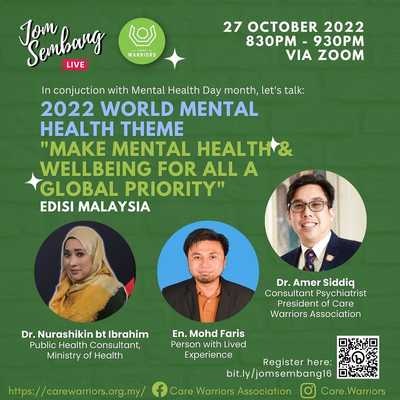 Jom
Sembang
LIVE
WARRIORS
27 OCTOBER 2022
830PM - 930PM
VIA ZOOM
In conjuction with Mental Health Day month, let's talk:
2022 WORLD MENTAL
HEALTH THEME
"MAKE MENTAL HEALTH &
WELLBEING FOR ALL A
GLOBAL PRIORITY"
EDISI MALAYSIA
Dr. Nurashikin bt Ibrahim
Public Health Consultant,
Ministry of Health
En. Mohd Faris
Person with Lived
Experience
Dr. Amer Siddiq
Consultant Psychiatrist
President of Care
Warriors Association
Register here:
bit.ly/jomsembang16
https://carewarriors.org.my/
Care Warriors Association
Care.Warriors